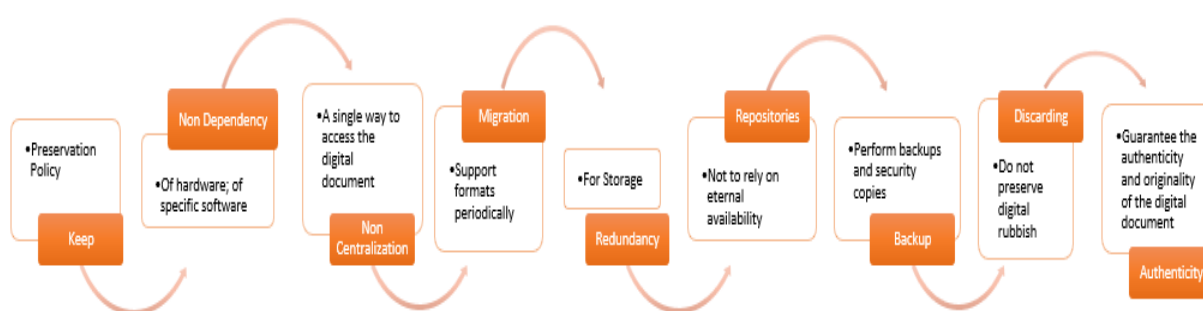 •Preservation
Policy
Keep
Non Dependency
•Of hardware; of
specific software
•A single way to
access the
digital
document
Non
Centralization
Migration
•Support
formats
periodically
•For Storage
Redundancy
Repositories
•Not to rely on
eternal
availability
•Perform backups
and security
copies
Backup
Discarding
•Do not
preserve
digital
rubbish
•Guarantee the
authenticity
and originality
of the digital
document
Authenticity